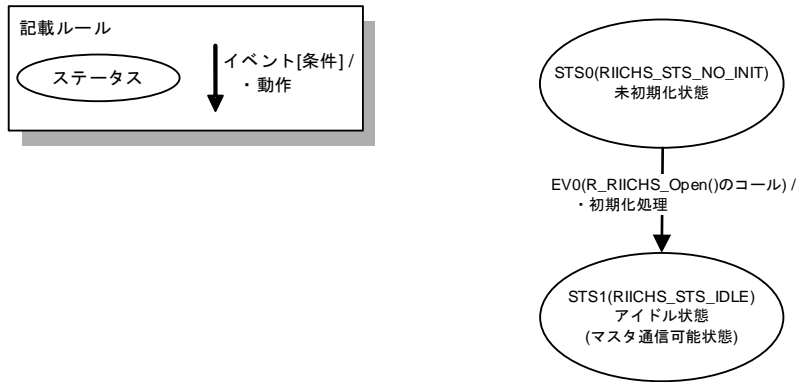 記載ルール
ステータス
イベント[条件] /
・動作
STS0(RIICHS_STS_NO_INIT)
未初期化状態
EV0(R_RIICHS_Open()のコール) /
・初期化処理
STS1(RIICHS_STS_IDLE)
アイドル状態
(マスタ通信可能状態)